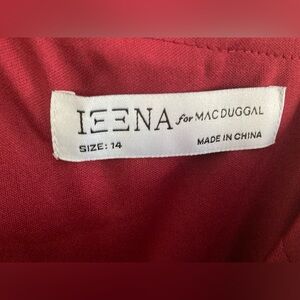 IEENA for MAC DUGGAL
SIZE: 14 MADE IN CHINA